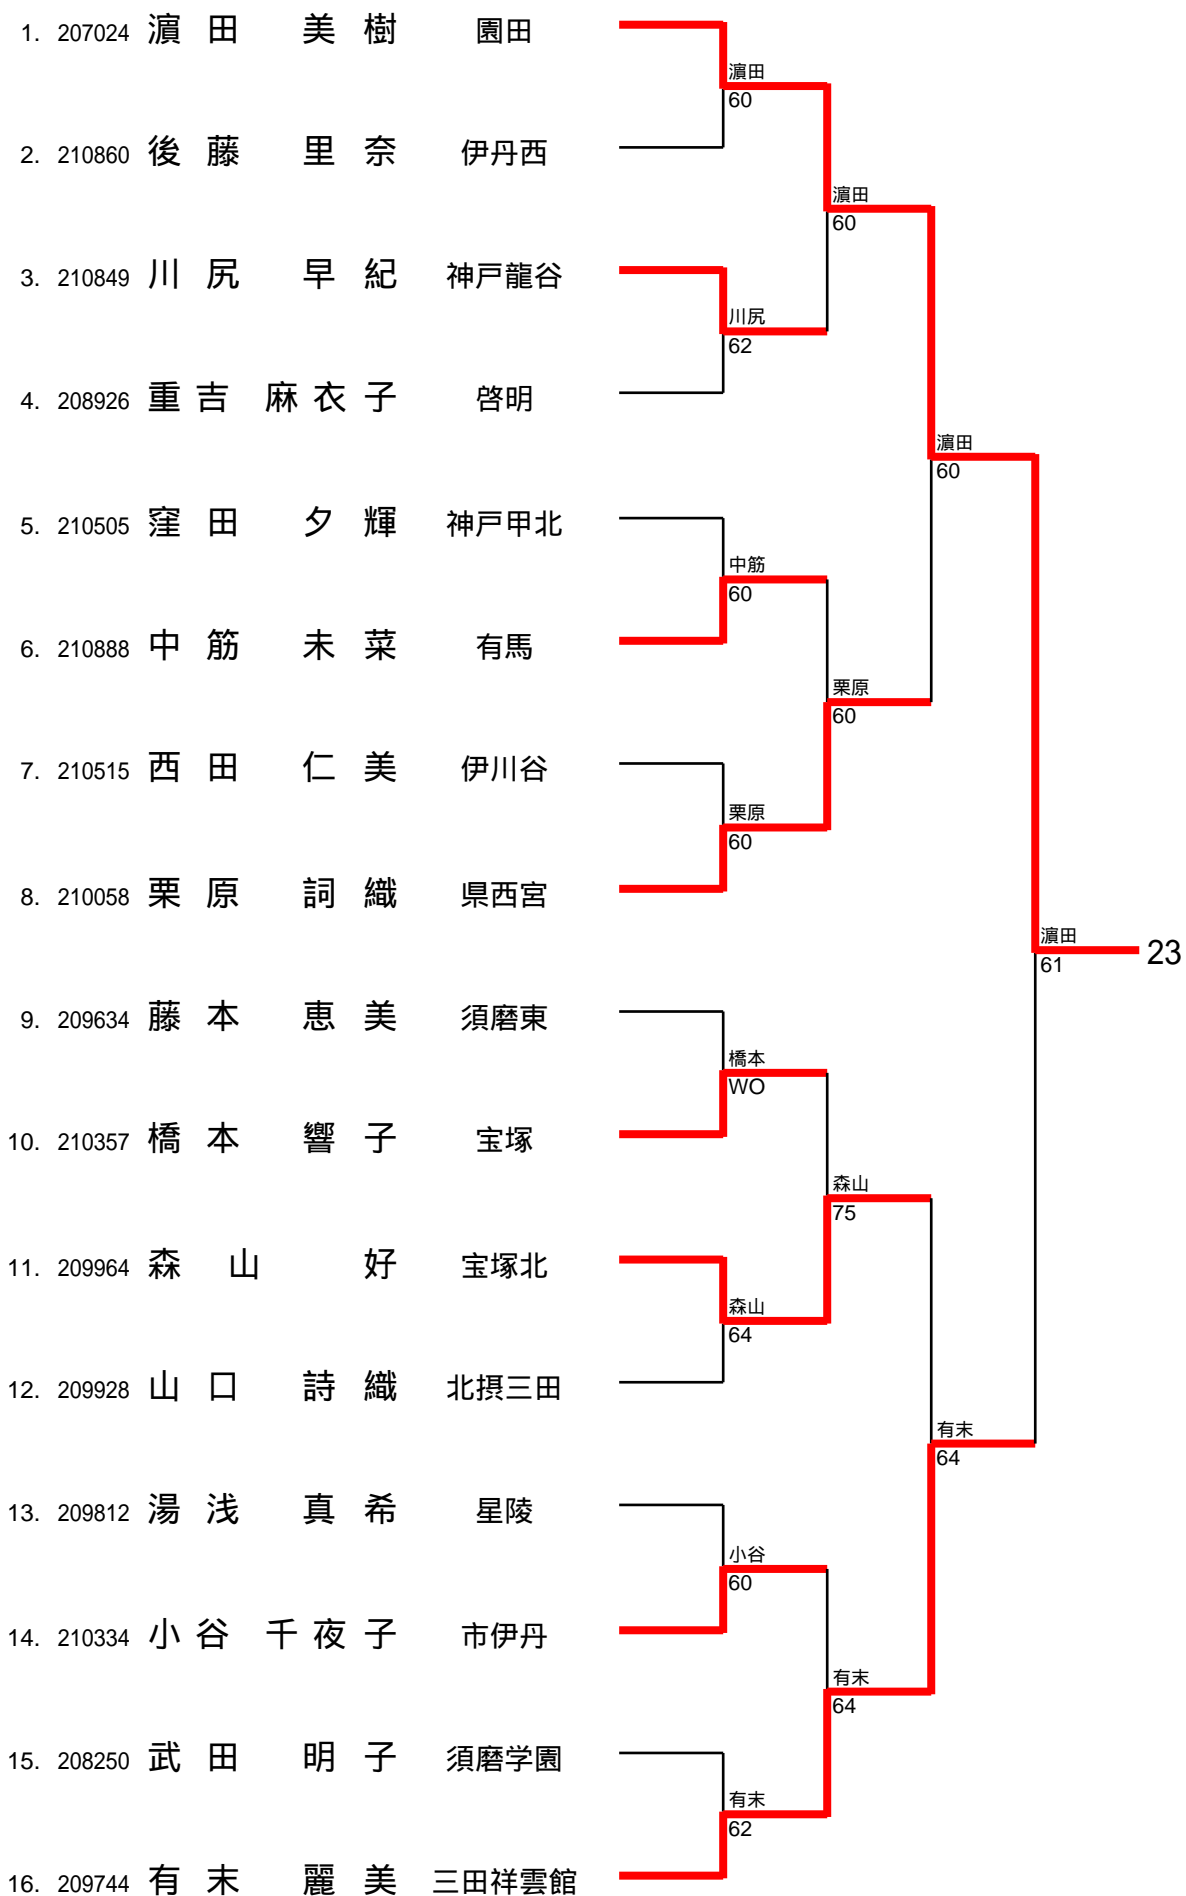 1. 207024 濵田 美樹 園田
濵田
60
2. 210860 後藤 里奈 伊丹西
濵田
60
3. 210849 川尻 早紀 神戸龍谷
川尻
62
4. 208926 重吉 麻衣子 啓明
濵田
60
5. 210505 窪田 夕輝 神戸甲北
中筋
60
6. 210888 中筋 未菜 有馬
栗原
60
7. 210515 西田 仁美 伊川谷
栗原
60
8. 210058 栗原 詞織 県西宮
濵田
61
23
9. 209634 藤本 恵美 須磨東
橋本
WO
10. 210357 橋本 響子 宝塚
森山
75
11. 209964 森山 好 宝塚北
森山
64
12. 209928 山口 詩織 北摂三田
有末
64
13. 209812 湯浅 真希 星陵
小谷
60
14. 210334 小谷 千夜子 市伊丹
有末
64
15. 208250 武田 明子 須磨学園
有末
62
16. 209744 有末 麗美 三田祥雲館